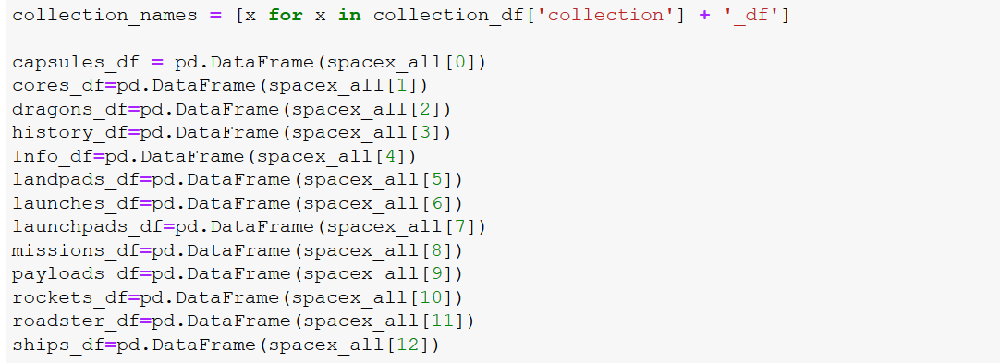 collection_names = [x for x in collection_df['collection'] + '_df']
capsules_df = pd.DataFrame(spacex_all[0])
cores_df=pd.DataFrame(spacex_all[1])
dragons_df=pd.DataFrame(spacex_all[2])
history_df=pd.DataFrame(spacex_all[3])
Info_df=pd.DataFrame(spacex_all[4])
landpads_df=pd.DataFrame(spacex_all[5])
launches_df=pd.DataFrame(spacex_all[6])
launchpads_df=pd.DataFrame(spacex_all[7])
missions_df=pd.DataFrame(spacex_all[8])
payloads_df=pd.DataFrame(spacex_all[9])
rockets_df=pd.DataFrame(spacex_all[10])
roadster_df=pd.DataFrame(spacex_all[11])
ships_df=pd.DataFrame(spacex_all[12])